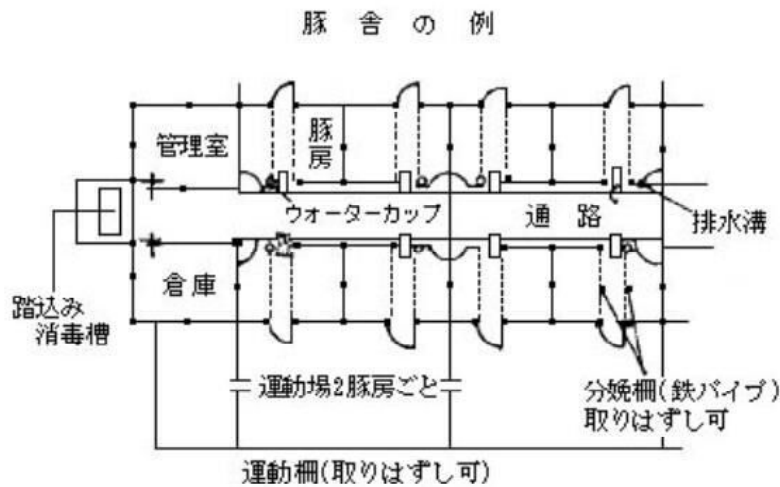 豚舎の例
管理室
豚房
ウォーターカップ
通路
排水溝
倉庫
踏込み
消毒槽
運動場2豚房ごと
分娩柵(鉄パイプ)
取りはずし可
運動柵(取りはずし可)